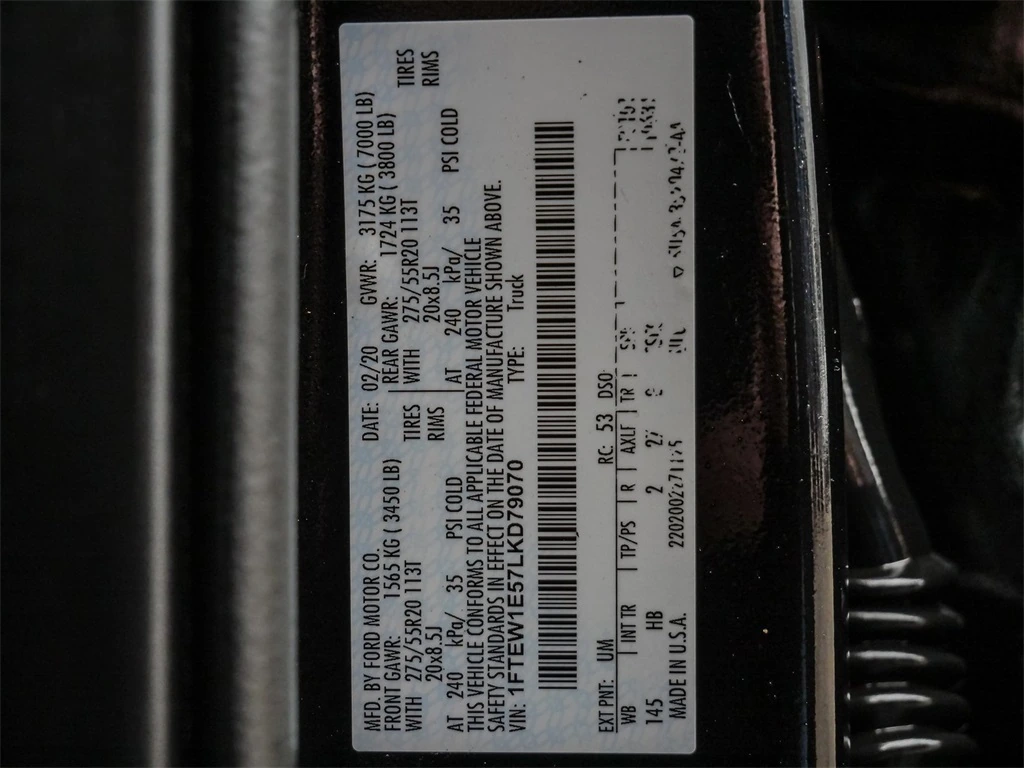 MFD. BY FORD MOTOR CO. DATE: 02/20 GVWR: 3175 KG ( 7000 LB)
FRONT GAWR: 1565 KG ( 3450 LB) REAR GAWR: 1724 KG ( 3800 LB)
WITH 275/55R20 113T TIRES WITH 275/55R20 113T TIRES
20x8.5J RIMS 20x8.5J RIMS
AT 240 kPa/ 35 PSI COLD AT 240 kPa/ 35 PSI COLD
THIS VEHICLE CONFORMS TO ALL APPLICABLE FEDERAL MOTOR VEHICLE
SAFETY STANDARDS IN EFFECT ON THE DATE OF MANUFACTURE SHOWN ABOVE.
VIN: 1FTEW1E57LKD79070 TYPE: Truck
EXT PNT: UM RC: 53 DSO:
WB INT TR TP/PS R AXLE TR
145 HB 2 27
MADE IN U.S.A.